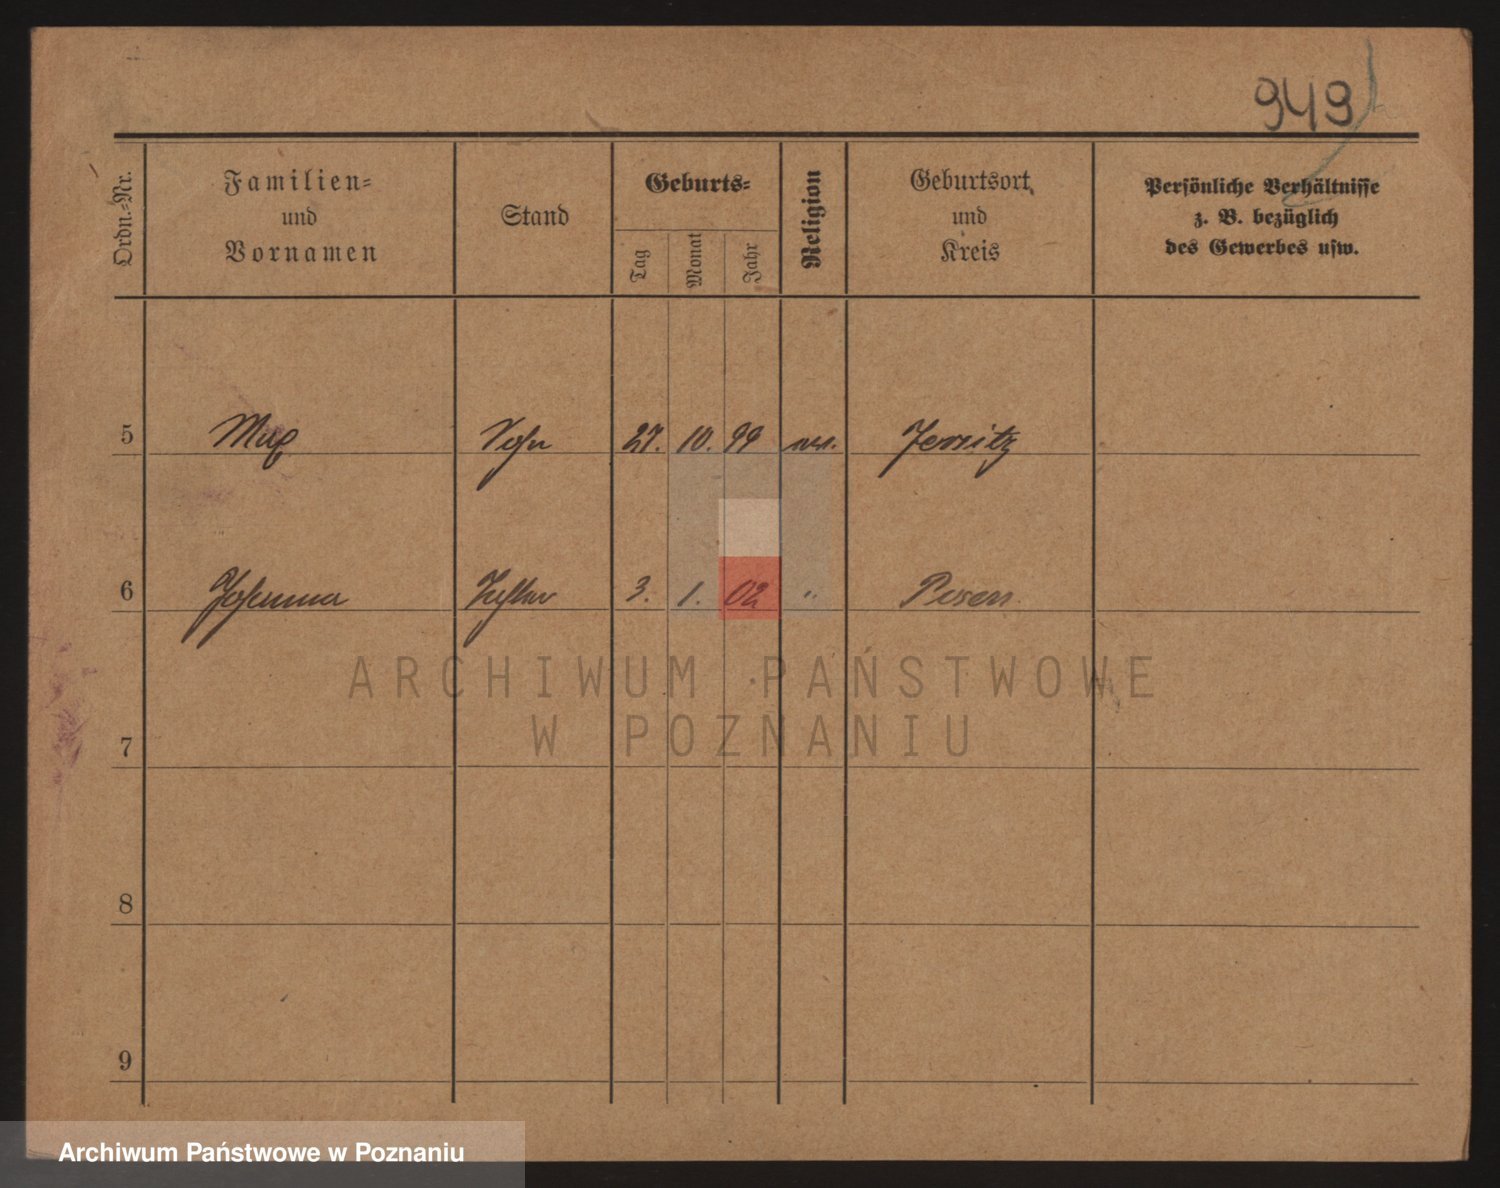 949
Ordn.-Nr.
Familien-
und
Vornamen
Stand
Geburts-
Tag
Monat
Jahr
Religion
Geburtsort
und
Kreis
Persönliche Verhältnisse
z. B. bezüglich
des Gewerbes usw.
5 Max Sohn 27. 10. 99 Jersitz
6 Johanna Tochter 3. 1. 02 " Posen
ARCHIWUM PAŃSTWOWE
W POZNANIU
7
8
9
Archiwum Państwowe w Poznaniu